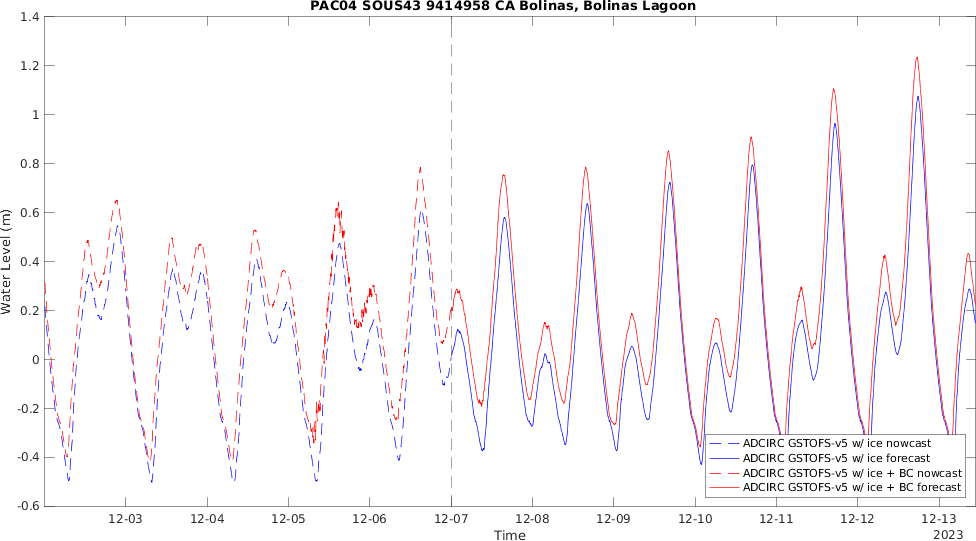 PAC04 SOUS43 9414958 CA Bolinas, Bolinas Lagoon
1.4
1.2
1
0.8
0.6
0.4
0.2
0
-0.2
-0.4
-0.6
Water Level (m)
12-03 12-04 12-05 12-06 12-07 12-08 12-09 12-10 12-11 12-12 12-13
2023
Time
ADCIRC GSTOFS-v5 w/ ice nowcast
ADCIRC GSTOFS-v5 w/ ice forecast
ADCIRC GSTOFS-v5 w/ ice + BC nowcast
ADCIRC GSTOFS-v5 w/ ice + BC forecast